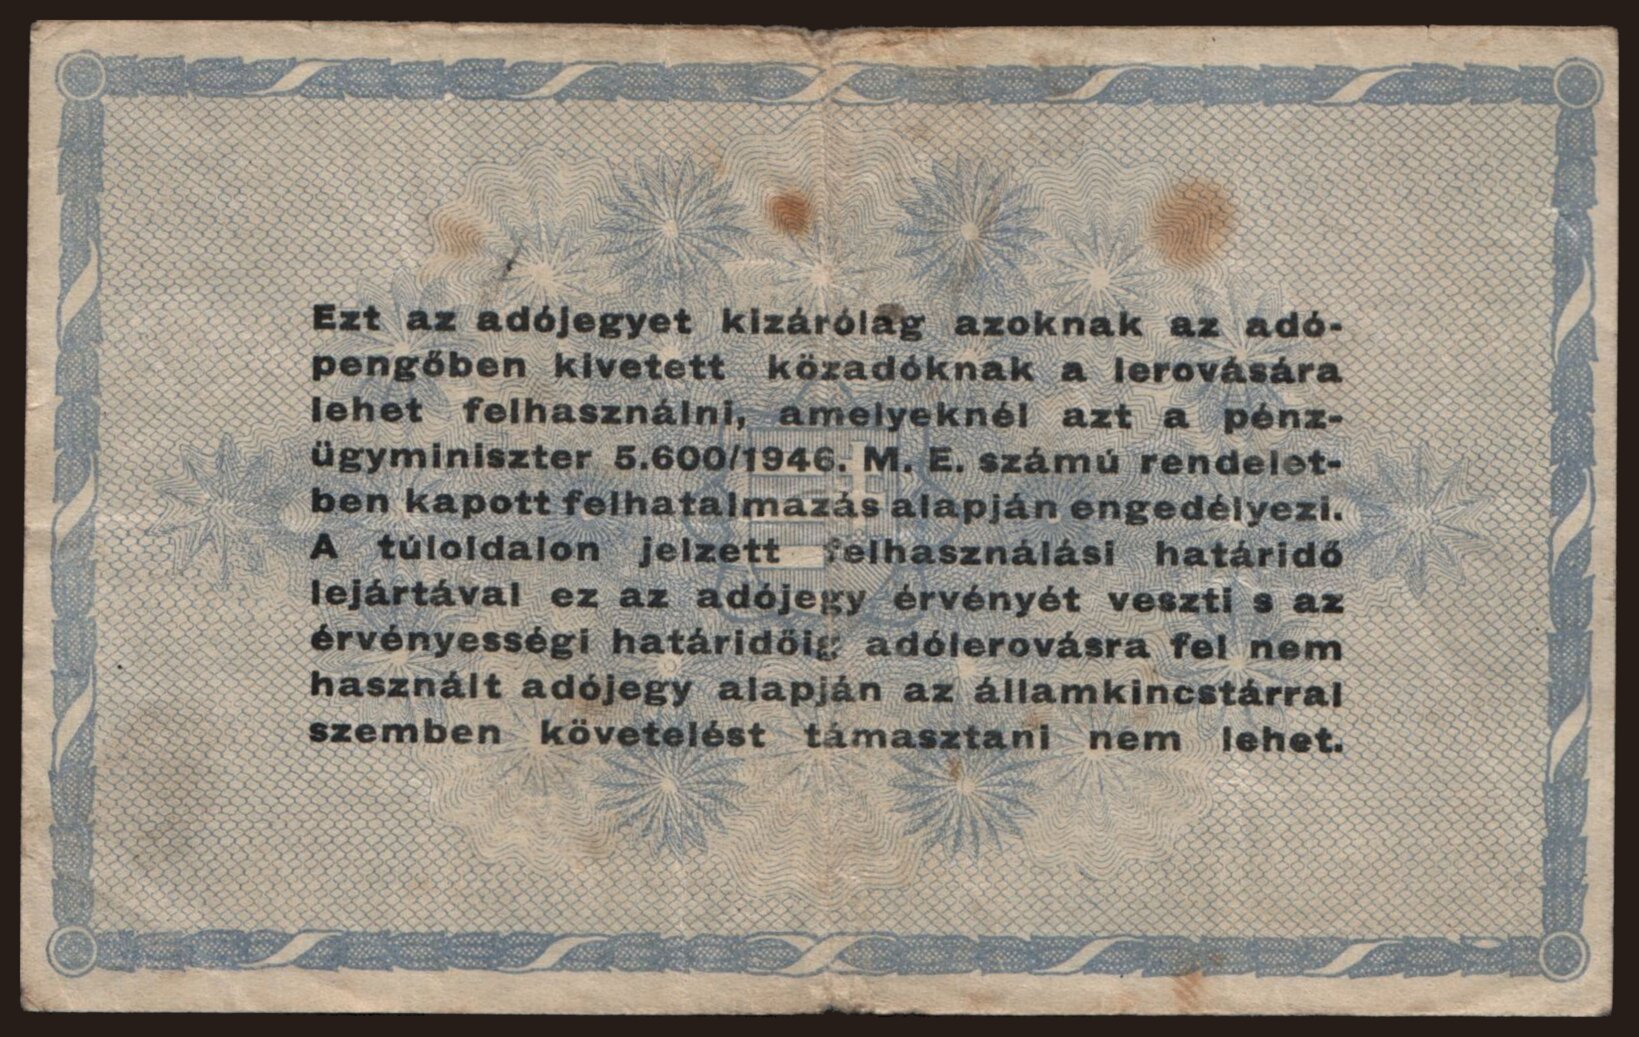 Ezt az adójegyet kizárólag azoknak az adó-
pengőben kivetett közadóknak a lerovására
lehet felhasználni, amelyeknél azt a pénz-
ügyminiszter 5.600/1946. M. E. számú rendelet-
ben kapott felhatalmazás alapján engedélyezi.
A túloldalon jelzett felhasználási határidő
lejártával ez az adójegy érvényét veszti s az
érvényességi határidőig adólerovásra fel nem
használt adójegy alapján az államkincstárral
szemben követelést támasztani nem lehet.